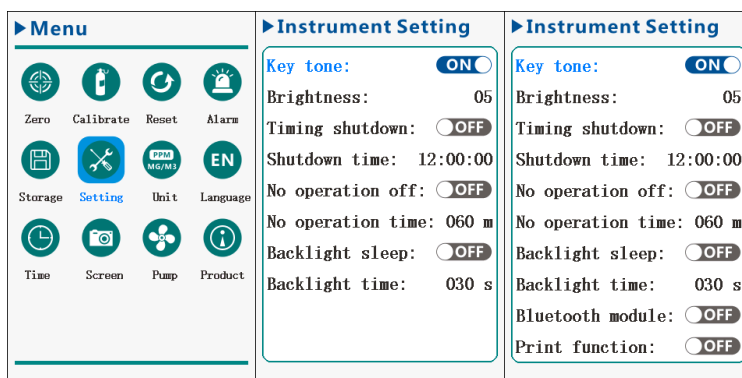 Menu
Zero Calibrate Reset Alarm
PPM
MG/M3
EN
Storage Setting Unit Language
Time Screen Pump Product
Instrument Setting
Key tone: ON
Brightness: 05
Timing shutdown: OFF
Shutdown time: 12:00:00
No operation off: OFF
No operation time: 060 m
Backlight sleep: OFF
Backlight time: 030 s
Instrument Setting
Key tone: ON
Brightness: 05
Timing shutdown: OFF
Shutdown time: 12:00:00
No operation off: OFF
No operation time: 060 m
Backlight sleep: OFF
Backlight time: 030 s
Bluetooth module: OFF
Print function: OFF